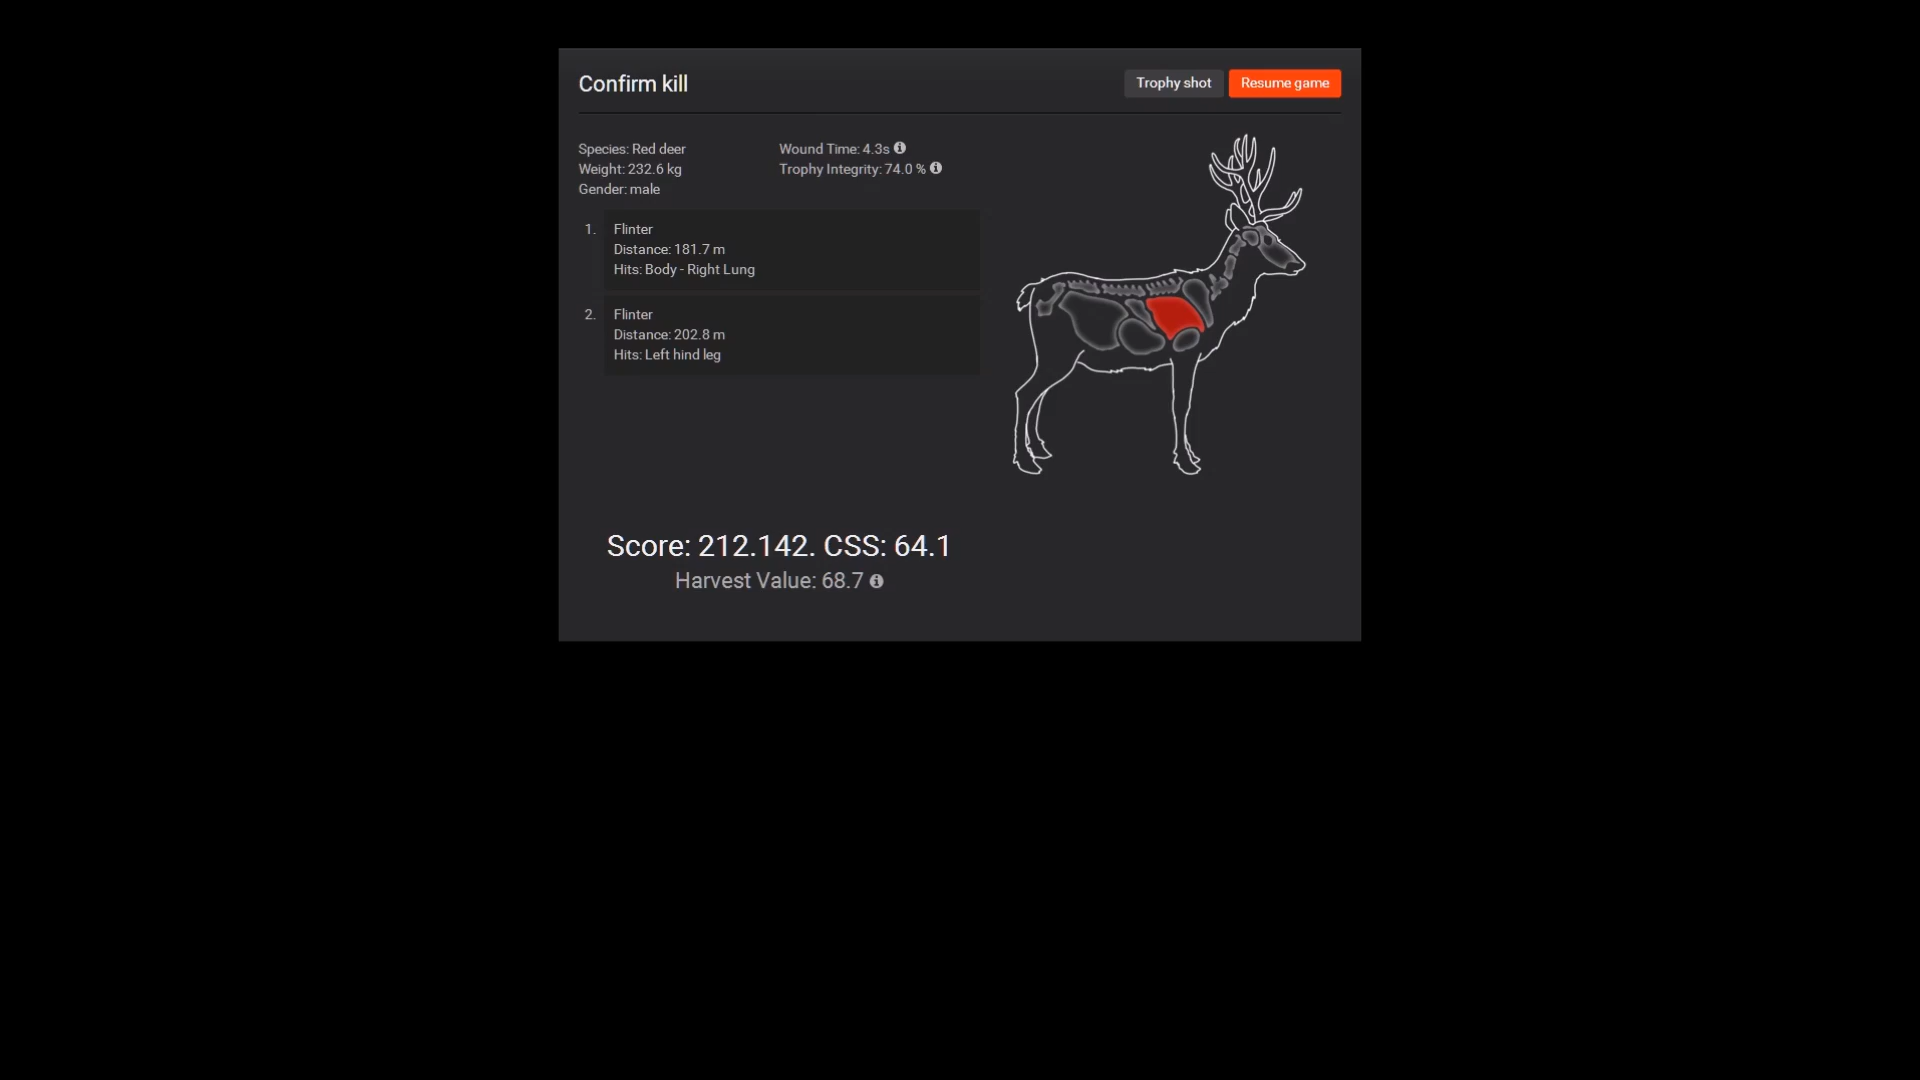 Confirm kill
Trophy shot
Resume game
Species: Red deer
Weight: 232.6 kg
Gender: male
Wound Time: 4.3s
Trophy Integrity: 74.0 %
1.
Flinter
Distance: 181.7 m
Hits: Body - Right Lung
2.
Flinter
Distance: 202.8 m
Hits: Left hind leg
Score: 212.142. CSS: 64.1
Harvest Value: 68.7